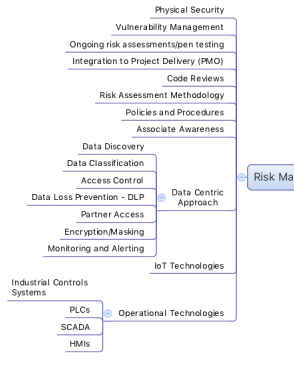 Physical Security
Vulnerability Management
Ongoing risk assessments/pen testing
Integration to Project Delivery (PMO)
Code Reviews
Risk Assessment Methodology
Policies and Procedures
Associate Awareness
Data Discovery
Data Classification
Access Control
Data Loss Prevention - DLP
Partner Access
Encryption/Masking
Monitoring and Alerting
Data Centric
Approach
Risk Ma
IoT Technologies
Industrial Controls
Systems
PLCs
SCADA
HMIs
Operational Technologies